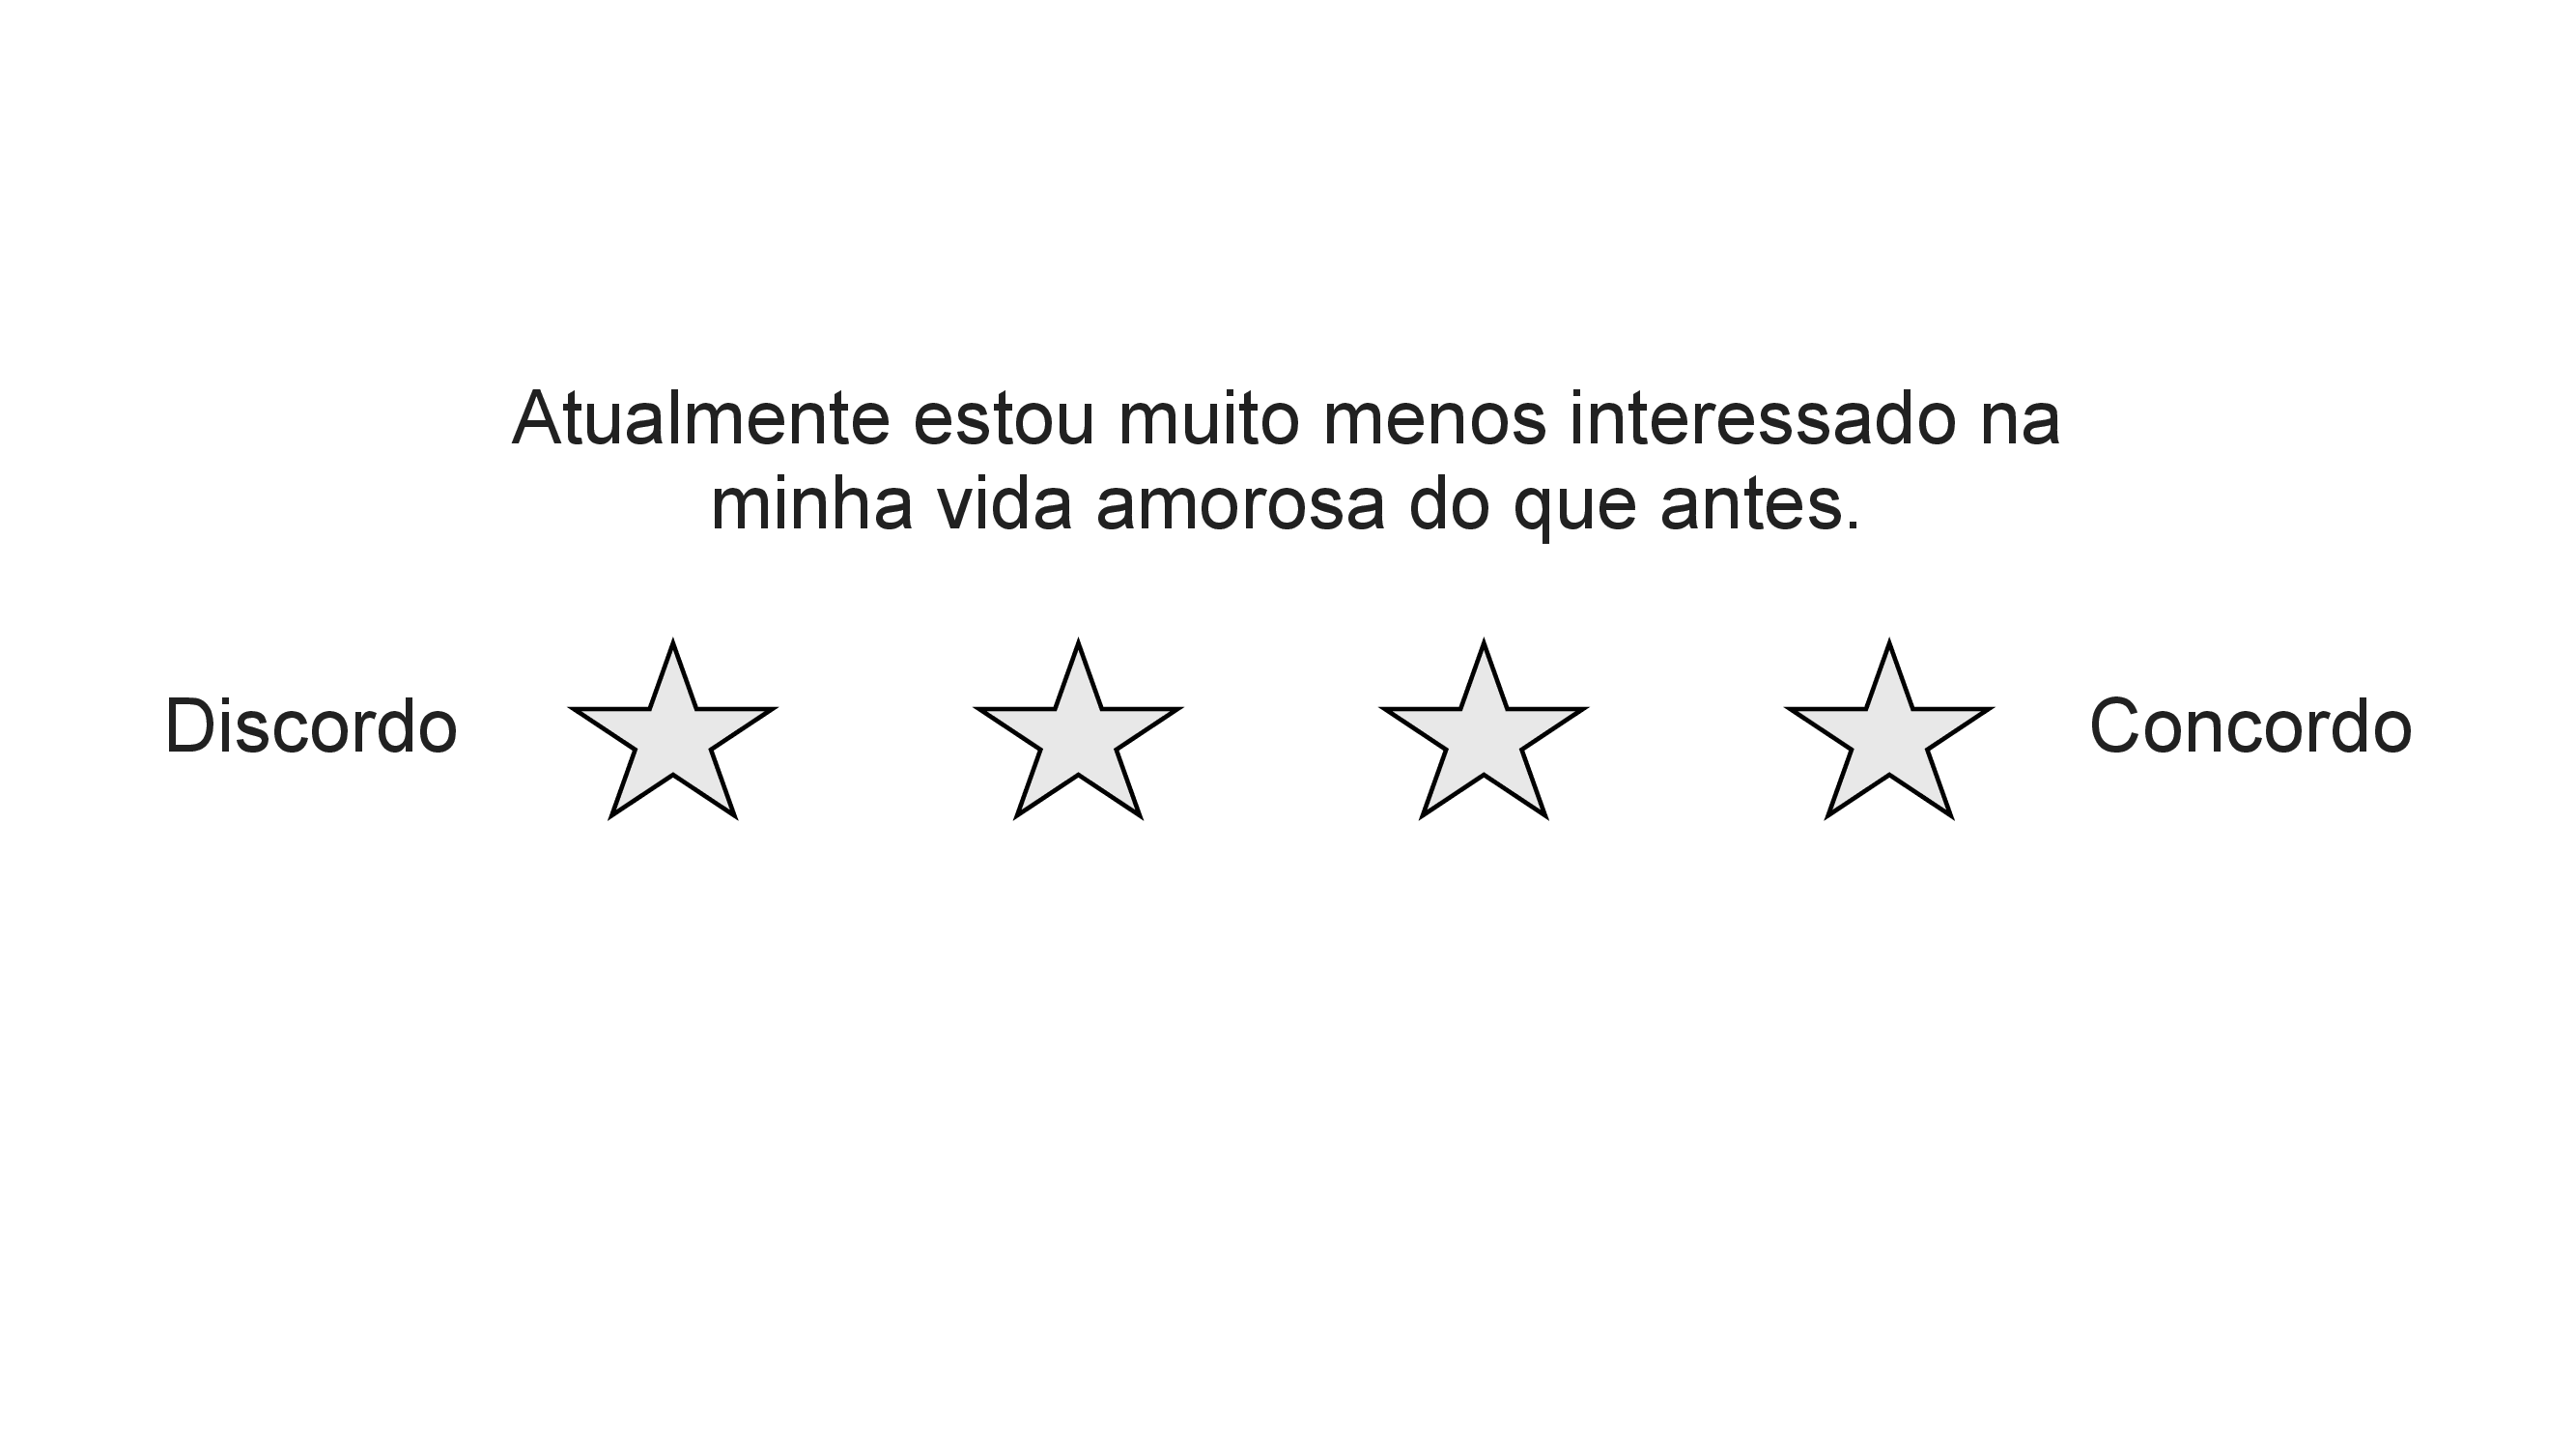 Atualmente estou muito menos interessado na
minha vida amorosa do que antes.
Discordo
Concordo